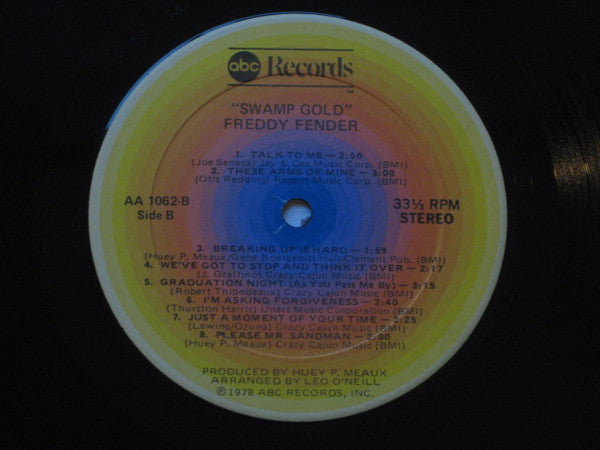 abc Records
TM
"SWAMP GOLD"
FREDDY FENDER
1. TALK TO ME — 2:50
(Joe Seneca) Jay & Cee Music Corp. (BMI)
2. THESE ARMS OF MINE — 3:00
(Otis Redding) Regent Music Corp. (BMI)
AA 1062-B
Side B
33⅓ RPM
STEREO
3. BREAKING UP IS HARD — 1:59
(Huey P. Meaux/Gene Bourgeois) Flair/Clement Pub. (BMI)
4. WE'VE GOT TO STOP AND THINK IT OVER — 2:17
(J. Graffino) Crazy Cajun Music (BMI)
5. GRADUATION NIGHT (As You Pass Me By) — 3:15
(Robert Thibodeaux) Crazy Cajun Music (BMI)
6. I'M ASKING FORGIVENESS — 2:40
(Thurston Harris) Unart Music Corporation (BMI)
7. JUST A MOMENT OF YOUR TIME — 2:25
(Lewing/Ozuna) Crazy Cajun Music (BMI)
8. PLEASE MR. SANDMAN — 2:00
(Huey P. Meaux) Crazy Cajun Music (BMI)
PRODUCED BY HUEY P. MEAUX
ARRANGED BY LEO O'NEILL
℗ 1978 ABC RECORDS, INC.